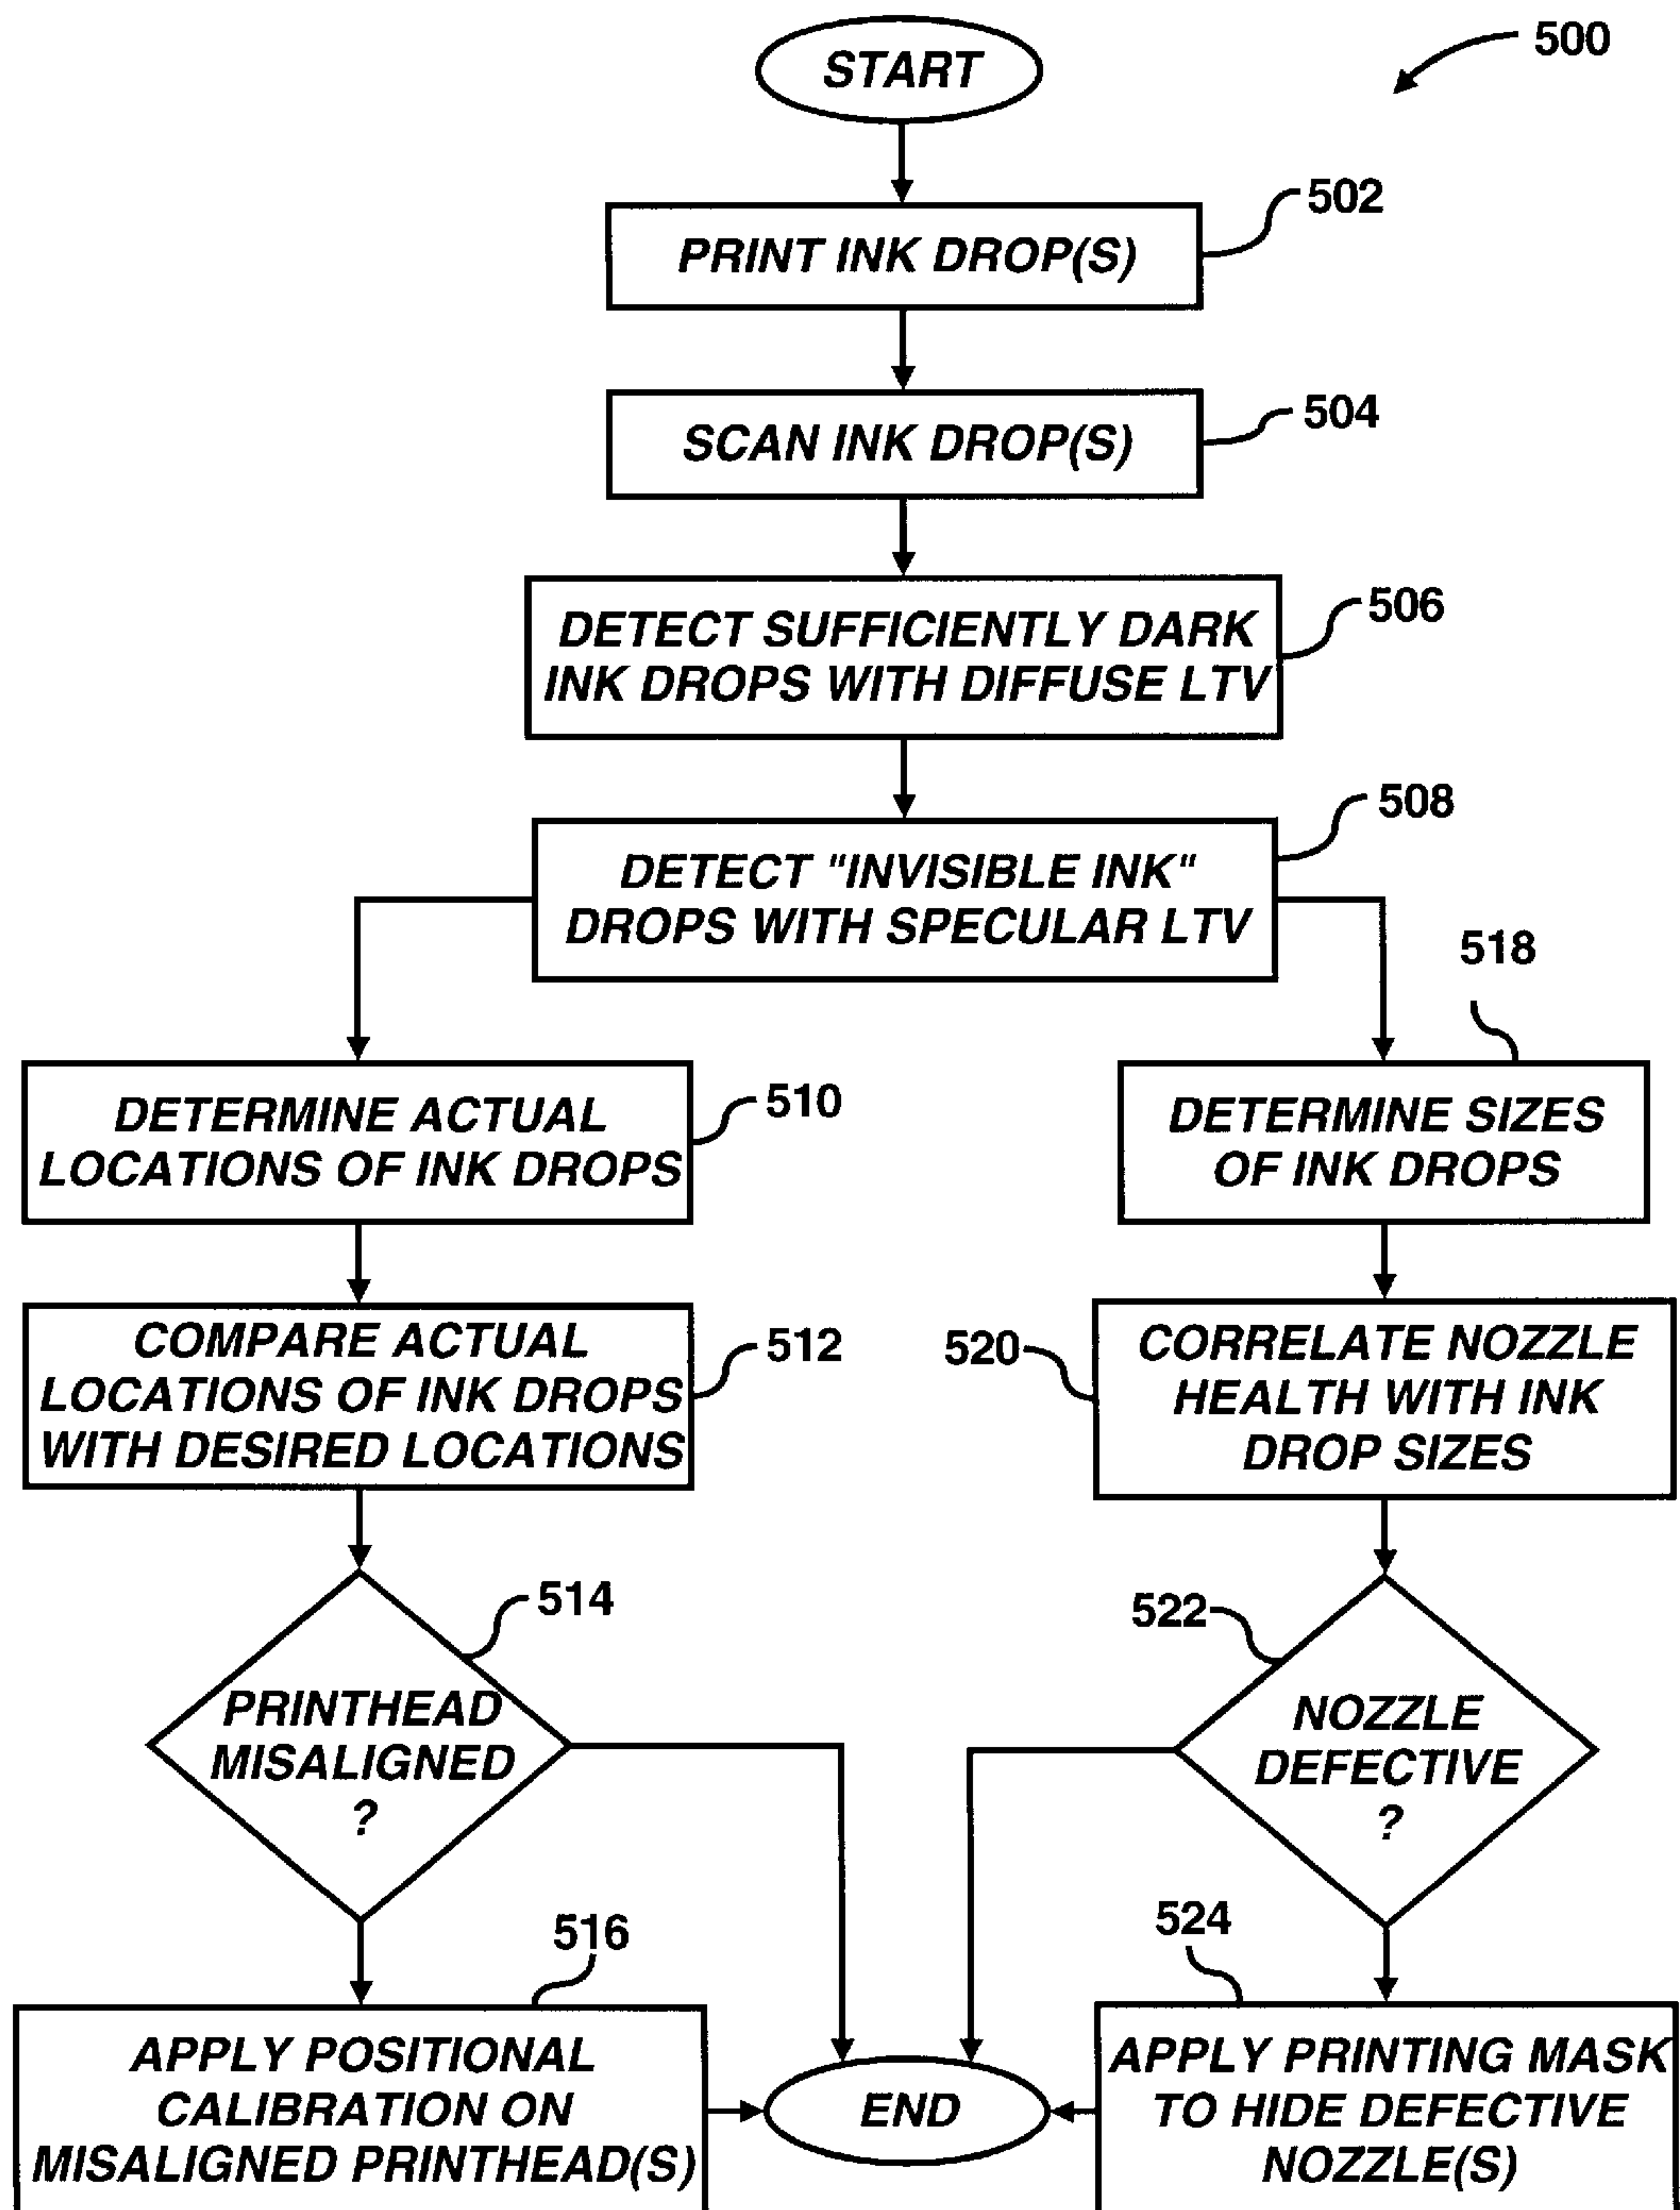 START
500
PRINT INK DROP(S)
502
SCAN INK DROP(S)
504
DETECT SUFFICIENTLY DARK
INK DROPS WITH DIFFUSE LTV
506
DETECT "INVISIBLE INK"
DROPS WITH SPECULAR LTV
508
DETERMINE ACTUAL
LOCATIONS OF INK DROPS
510
COMPARE ACTUAL
LOCATIONS OF INK DROPS
WITH DESIRED LOCATIONS
512
PRINTHEAD
MISALIGNED
?
514
APPLY POSITIONAL
CALIBRATION ON
MISALIGNED PRINTHEAD(S)
516
518
DETERMINE SIZES
OF INK DROPS
520
CORRELATE NOZZLE
HEALTH WITH INK
DROP SIZES
522
NOZZLE
DEFECTIVE
?
524
APPLY PRINTING MASK
TO HIDE DEFECTIVE
NOZZLE(S)
END